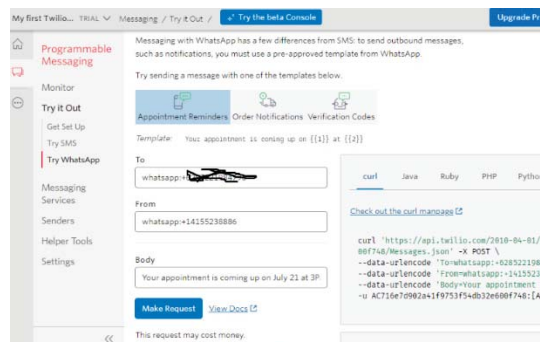 My first Twilio... TRIAL Messaging / Try it Out / Try the beta Console Upgrade Pr
Programmable Messaging
Monitor
Try it Out
Get Set Up
Try SMS
Try WhatsApp
Messaging Services
Senders
Helper Tools
Settings
Messaging with WhatsApp has a few differences from SMS: to send outbound messages,
such as notifications, you must use a pre-approved template from WhatsApp.
Try sending a message with one of the templates below.
Appointment Reminders Order Notifications Verification Codes
Template: Your appointment is coming up on {{1}} at {{2}}
To
whatsapp:+
From
whatsapp:+14155238886
Body
Your appointment is coming up on July 21 at 3P
Make Request View Docs
This request may cost money.
curl Java Ruby PHP Pytho
Check out the curl manpage
curl 'https://api.twilio.com/2010-04-01/
/Messages.json' -X POST \
--data-urlencode 'To=whatsapp:
--data-urlencode 'From=whatsapp:+1415523
--data-urlencode 'Body=Your appointment
-u